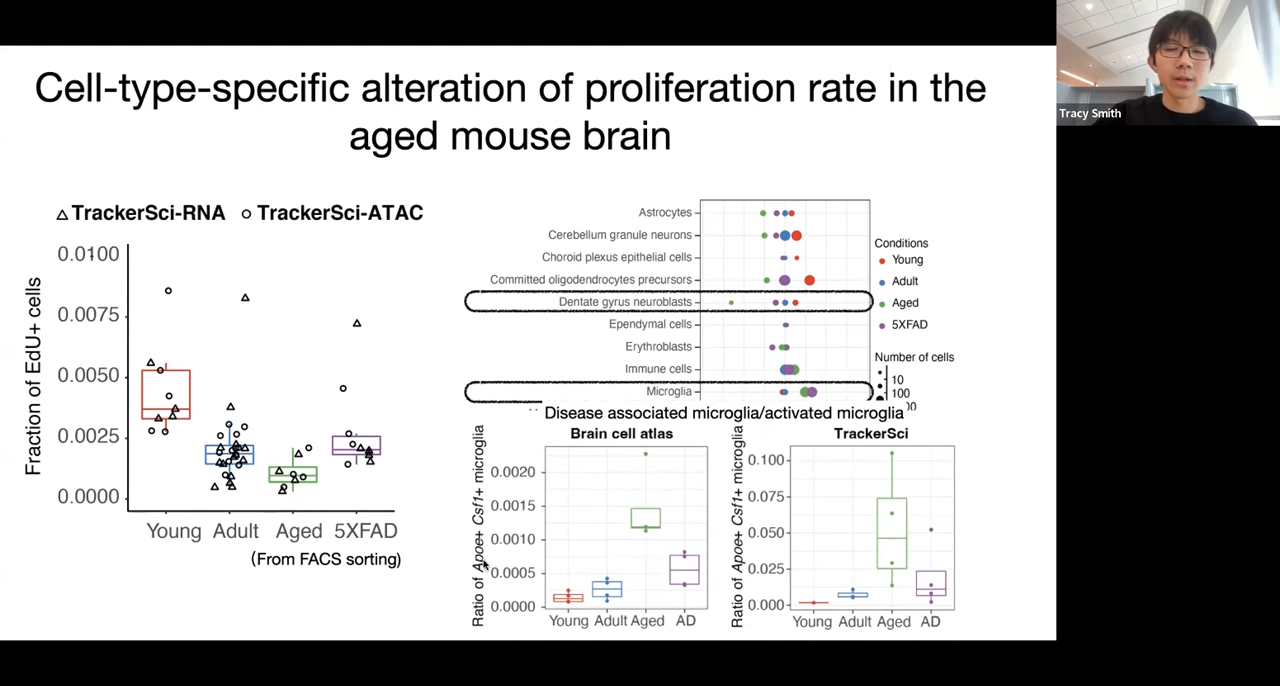 Cell-type-specific alteration of proliferation rate in the
aged mouse brain
Tracy Smith
TrackerSci-RNA TrackerSci-ATAC
Fraction of EdU+ cells
0.0100
0.0075
0.0050
0.0025
0.0000
Young Adult Aged 5XFAD
(From FACS sorting)
Astrocytes
Cerebellum granule neurons
Choroid plexus epithelial cells
Committed oligodendrocytes precursors
Dentate gyrus neuroblasts
Ependymal cells
Erythroblasts
Immune cells
Microglia
Conditions
Young
Adult
Aged
5XFAD
Number of cells
10
100
Disease associated microglia/activated microglia
Brain cell atlas
Ratio of Apoe+ Csf1+ microglia
0.0020
0.0015
0.0010
0.0005
0.0000
Young Adult Aged AD
TrackerSci
Ratio of Apoe+ Csf1+ microglia
0.100
0.075
0.050
0.025
0.000
Young Adult Aged AD